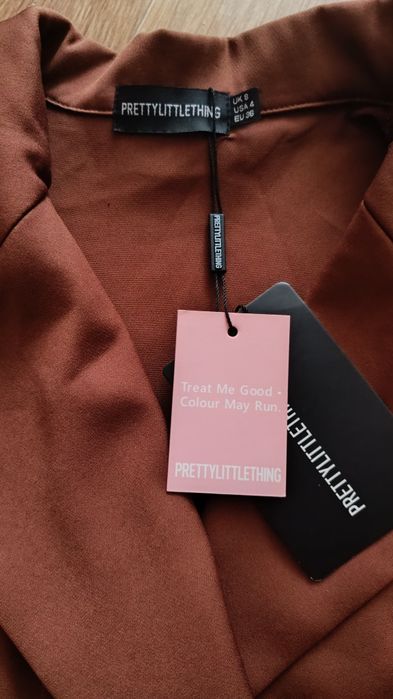 PRETTYLITTLETHING
UK 8
USA 4
EU 36
PRETTYLITTLETHING
Treat Me Good -
Colour May Run.
PRETTYLITTLETHING
PRETTYLITTLETHING